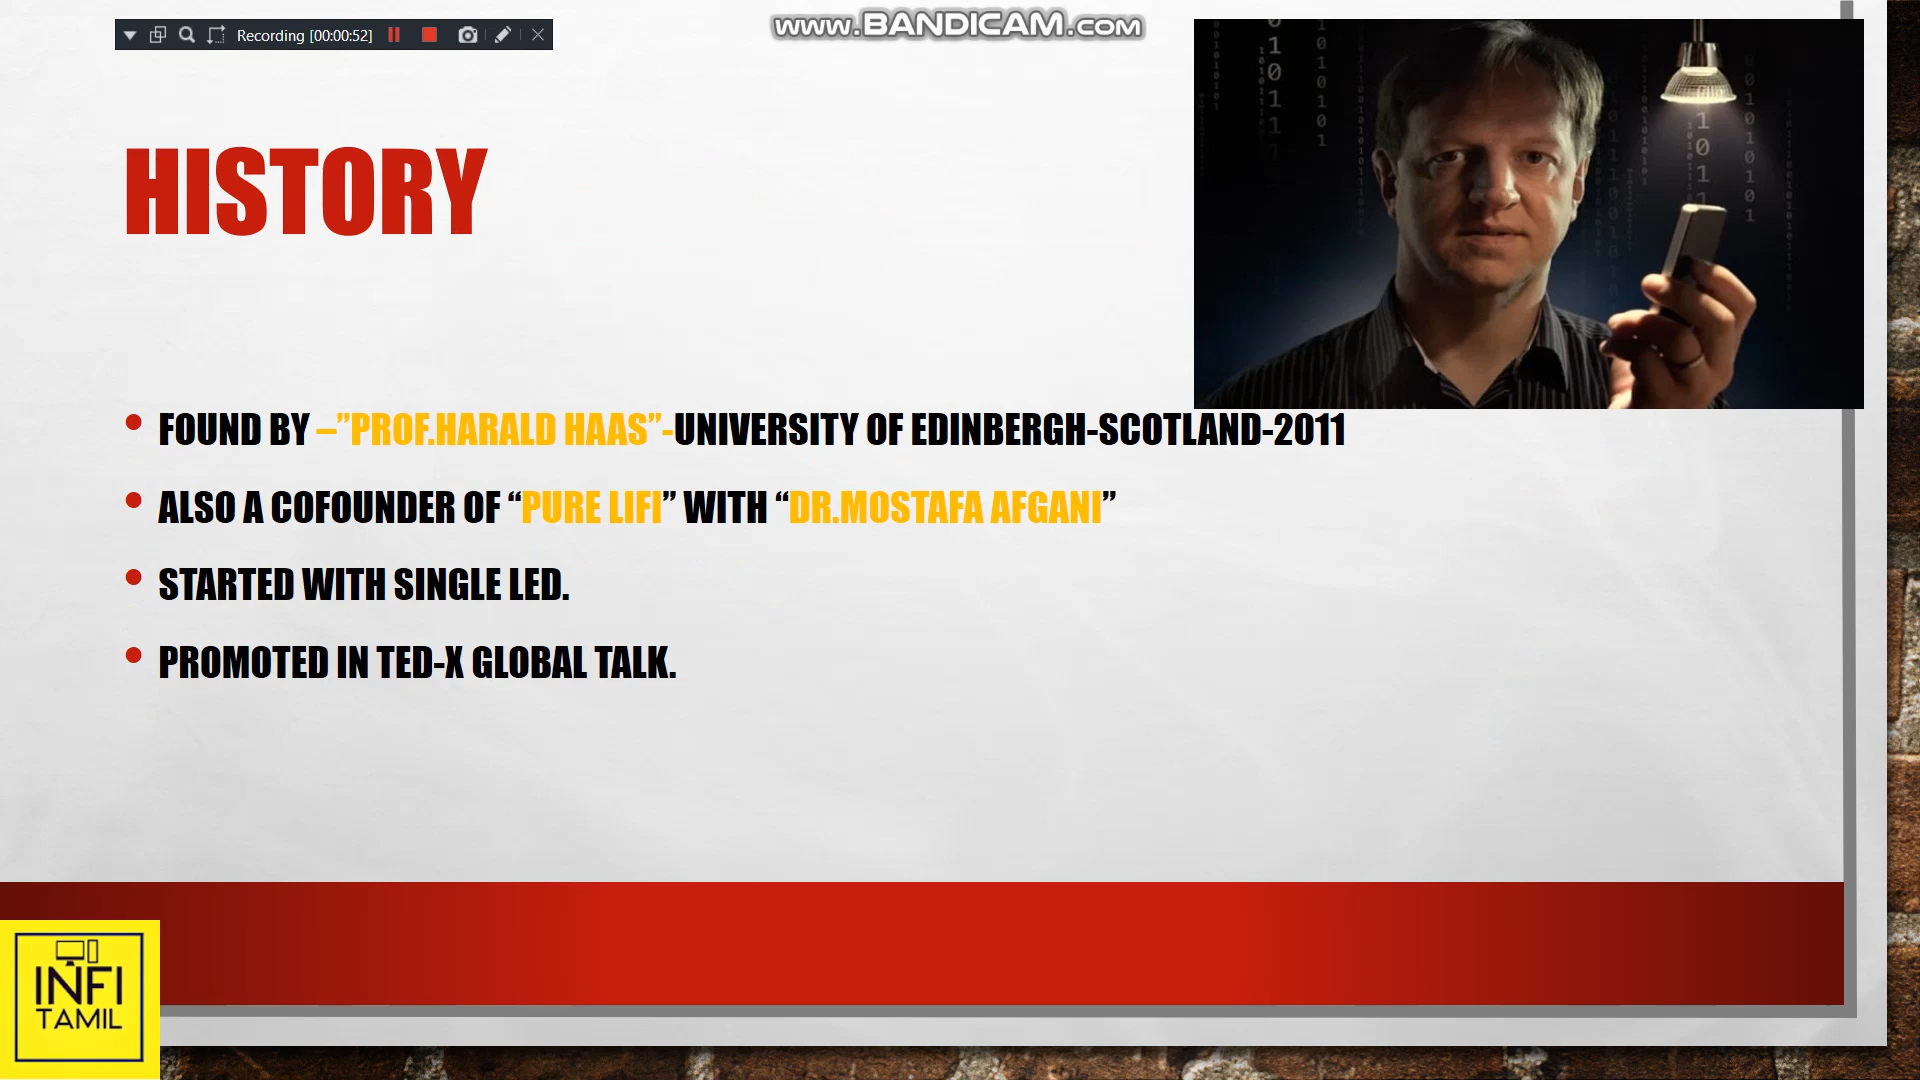 Recording [00:00:52]
www.BANDICAM.com
HISTORY
• FOUND BY –”PROF.HARALD HAAS”-UNIVERSITY OF EDINBERGH-SCOTLAND-2011
• ALSO A COFOUNDER OF “PURE LIFI” WITH “DR.MOSTAFA AFGANI”
• STARTED WITH SINGLE LED.
• PROMOTED IN TED-X GLOBAL TALK.
INFI
TAMIL